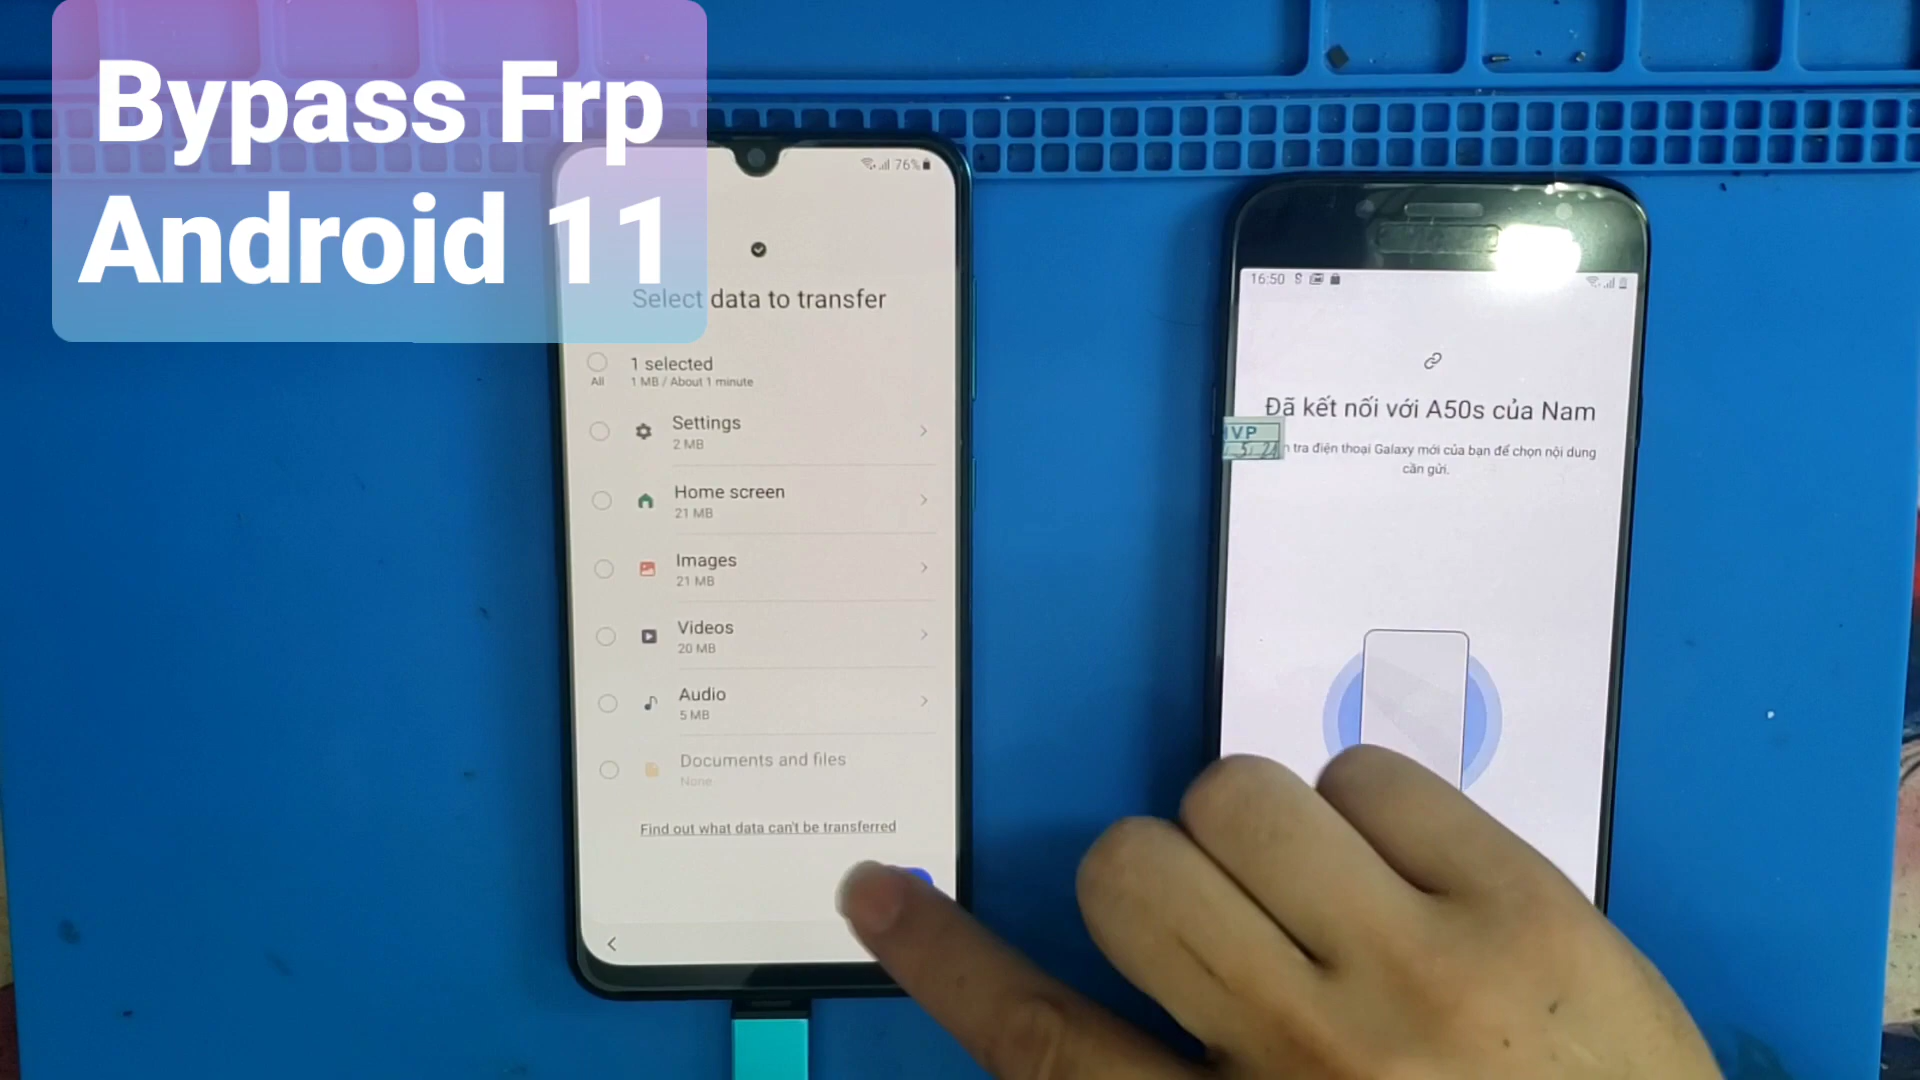 Bypass Frp
Android 11
76%
Select data to transfer
1 selected
All
1 MB / About 1 minute
Settings
2 MB
Home screen
21 MB
Images
21 MB
Videos
20 MB
Audio
5 MB
Documents and files
None
Find out what data can't be transferred
16:50
Đã kết nối với A50s của Nam
tra điện thoại Galaxy mới của bạn để chọn nội dung
cần gửi.
VP